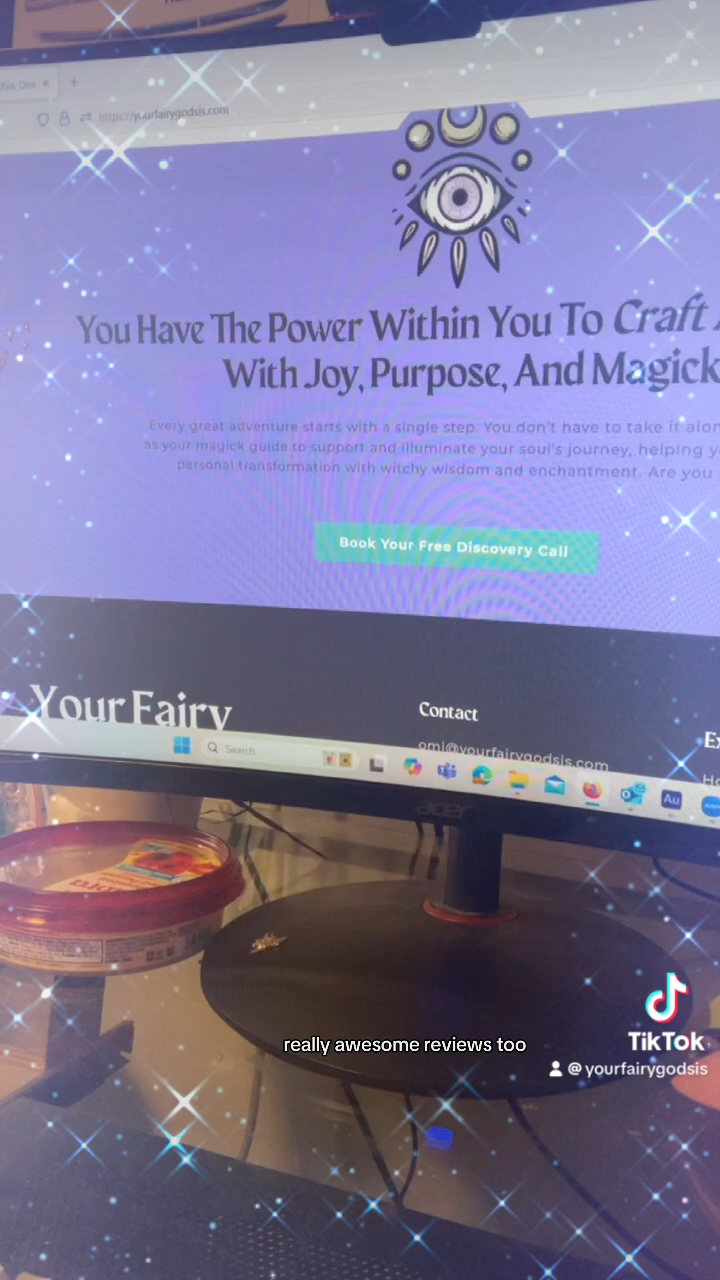 https://yourfairygodsis.com
You Have The Power Within You To Craft
With Joy, Purpose, And Magick
Every great adventure starts with a single step. You don't have to take it
as your magick guide to support and illuminate your soul's journey, helping
personal transformation with witchy wisdom and enchantment. Are you
Book Your Free Discovery Call
Your Fairy
Contact
omi@yourfairygodsis.com
Search
Au
acer
really awesome reviews too
TikTok
@yourfairygodsis